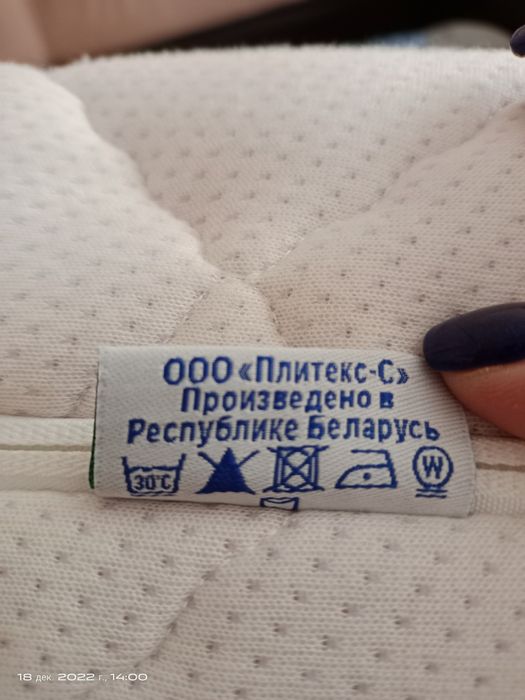 ООО «Плитекс-С»
Произведено в
Республике Беларусь
30°C
W
18 дек. 2022 г., 14:00